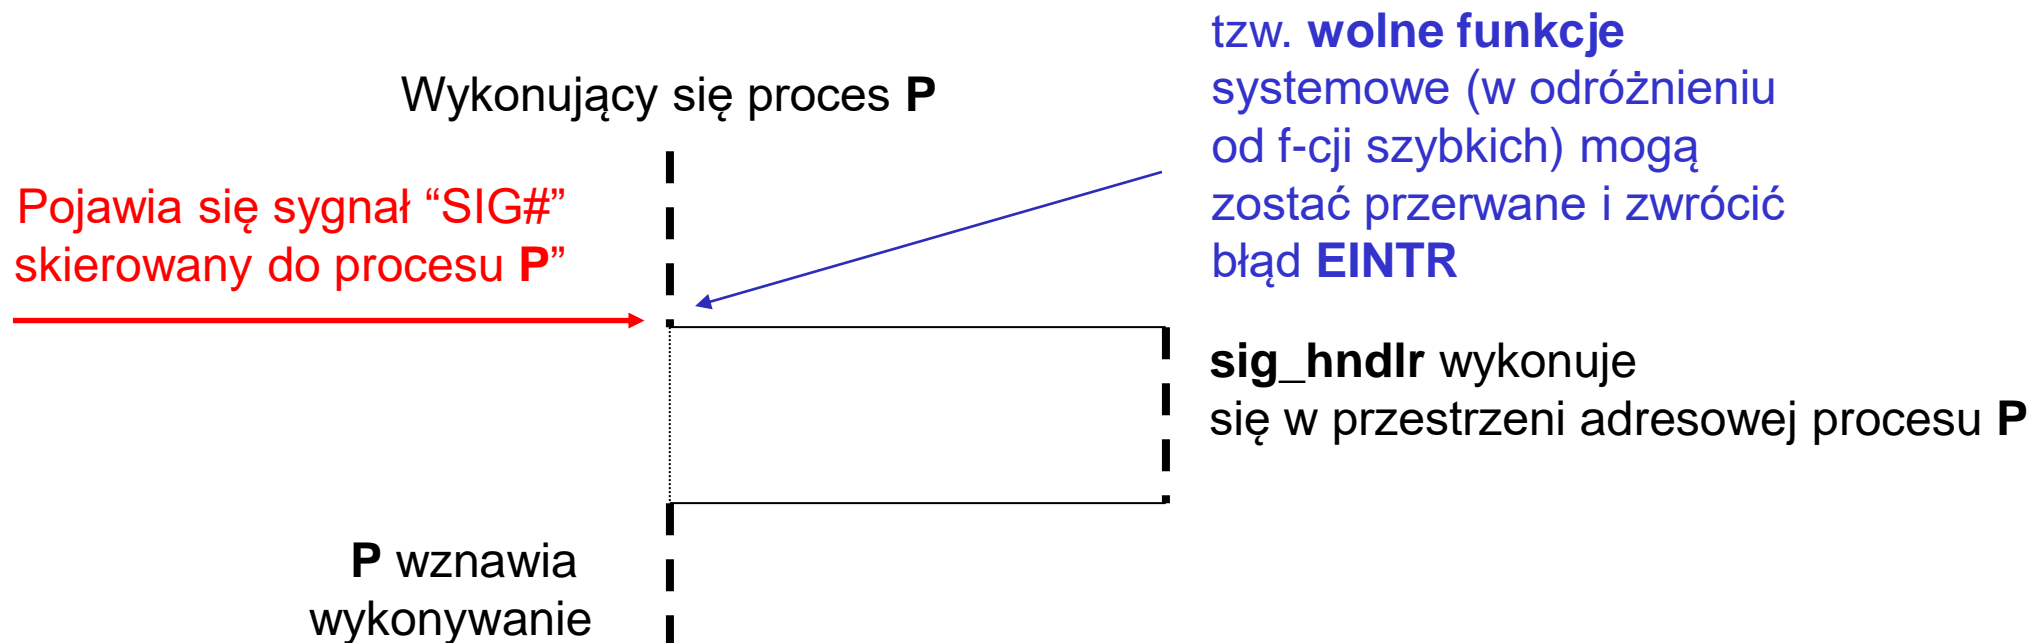 Wykonujący się proces P
Pojawia się sygnał “SIG#”
skierowany do procesu P”
tzw. wolne funkcje
systemowe (w odróżnieniu
od f-cji szybkich) mogą
zostać przerwane i zwrócić
błąd EINTR
sig_hndlr wykonuje
się w przestrzeni adresowej procesu P
P wznawia
wykonywanie